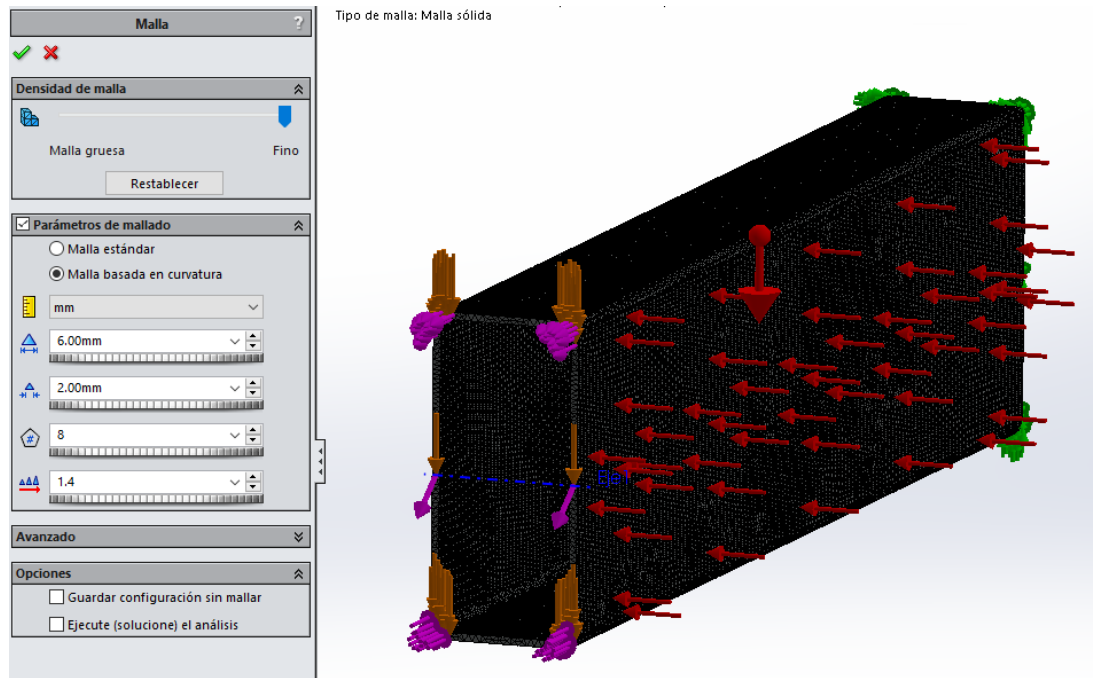 Malla
?
Tipo de malla: Malla sólida
Densidad de malla
Malla gruesa
Fino
Restablecer
Parámetros de mallado
Malla estándar
Malla basada en curvatura
mm
6.00mm
2.00mm
#
8
1.4
Avanzado
Opciones
Guardar configuración sin mallar
Ejecute (solucione) el análisis